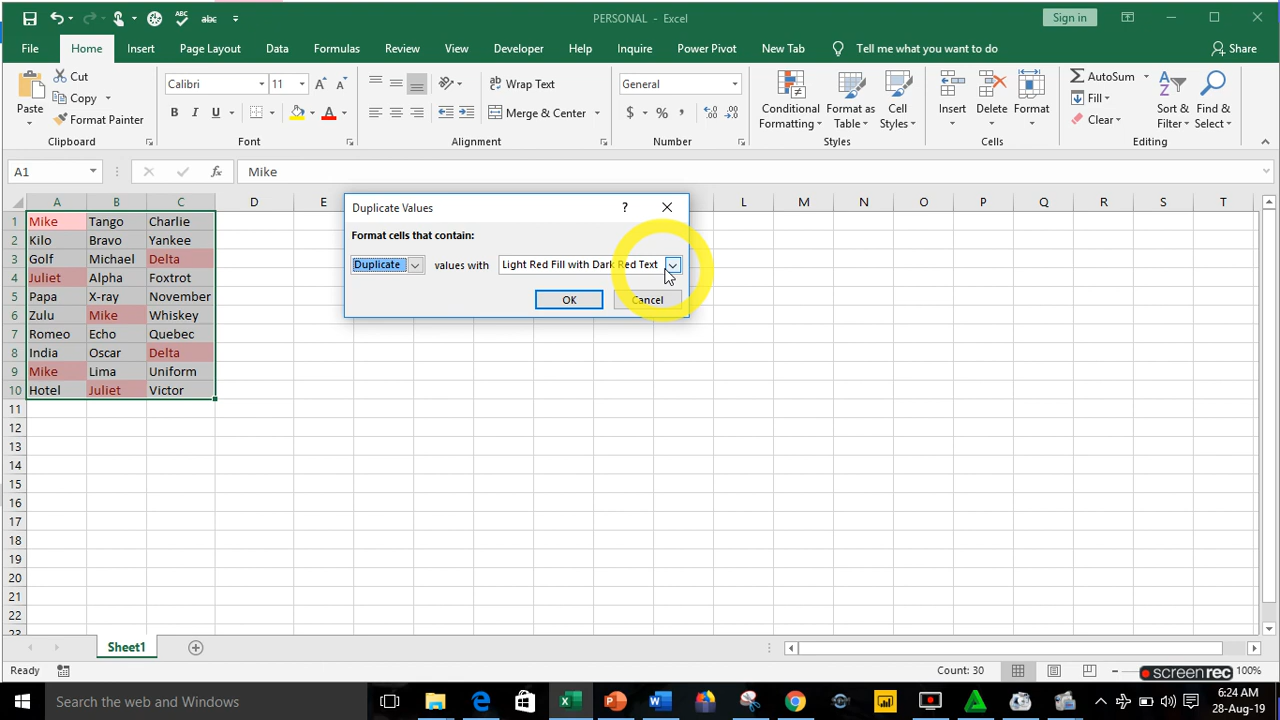 PERSONAL - Excel
Sign in
File Home Insert Page Layout Data Formulas Review View Developer Help Inquire Power Pivot New Tab Tell me what you want to do Share
Paste
Cut
Copy
Format Painter
Clipboard
Calibri 11
B I U
Font
Wrap Text
Merge & Center
Alignment
General
$ % ,
Number
Conditional Formatting
Format as Table
Cell Styles
Styles
Insert
Delete
Format
Cells
AutoSum
Fill
Clear
Sort & Filter
Find & Select
Editing
A1 fx Mike
A B C D E L M N O P Q R S T
1 Mike Tango Charlie
2 Kilo Bravo Yankee
3 Golf Michael Delta
4 Juliet Alpha Foxtrot
5 Papa X-ray November
6 Zulu Mike Whiskey
7 Romeo Echo Quebec
8 India Oscar Delta
9 Mike Lima Uniform
10 Hotel Juliet Victor
11
12
13
14
15
16
17
18
19
20
21
22
23
Duplicate Values ?
Format cells that contain:
Duplicate values with Light Red Fill with Dark Red Text
OK Cancel
Sheet1
Ready Count: 30 screenrec 100%
Search the web and Windows
6:24 AM
28-Aug-19